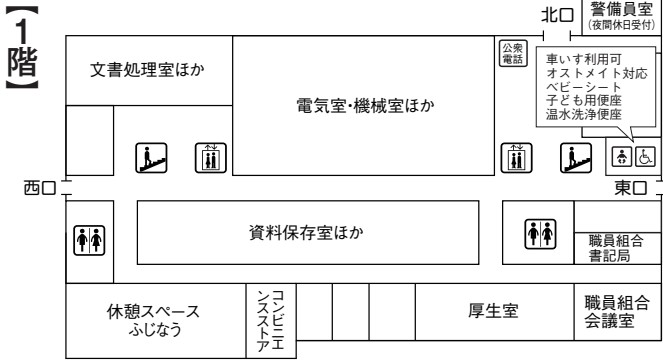 【1階】
北口
警備員室
(夜間休日受付)
公衆
電話
車いす利用可
オストメイト対応
ベビーシート
子ども用便座
温水洗浄便座
文書処理室ほか
電気室・機械室ほか
西口
東口
資料保存室ほか
職員組合
書記局
休憩スペース
ふじなう
コンビニエ
ンスストア
厚生室
職員組合
会議室